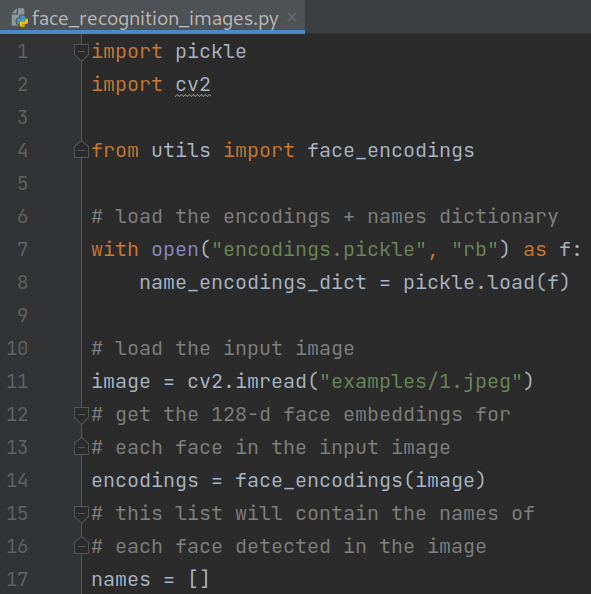 face_recognition_images.py
1 import pickle
2 import cv2
3
4 from utils import face_encodings
5
6 # load the encodings + names dictionary
7 with open("encodings.pickle", "rb") as f:
8     name_encodings_dict = pickle.load(f)
9
10 # load the input image
11 image = cv2.imread("examples/1.jpeg")
12 # get the 128-d face embeddings for
13 # each face in the input image
14 encodings = face_encodings(image)
15 # this list will contain the names of
16 # each face detected in the image
17 names = []